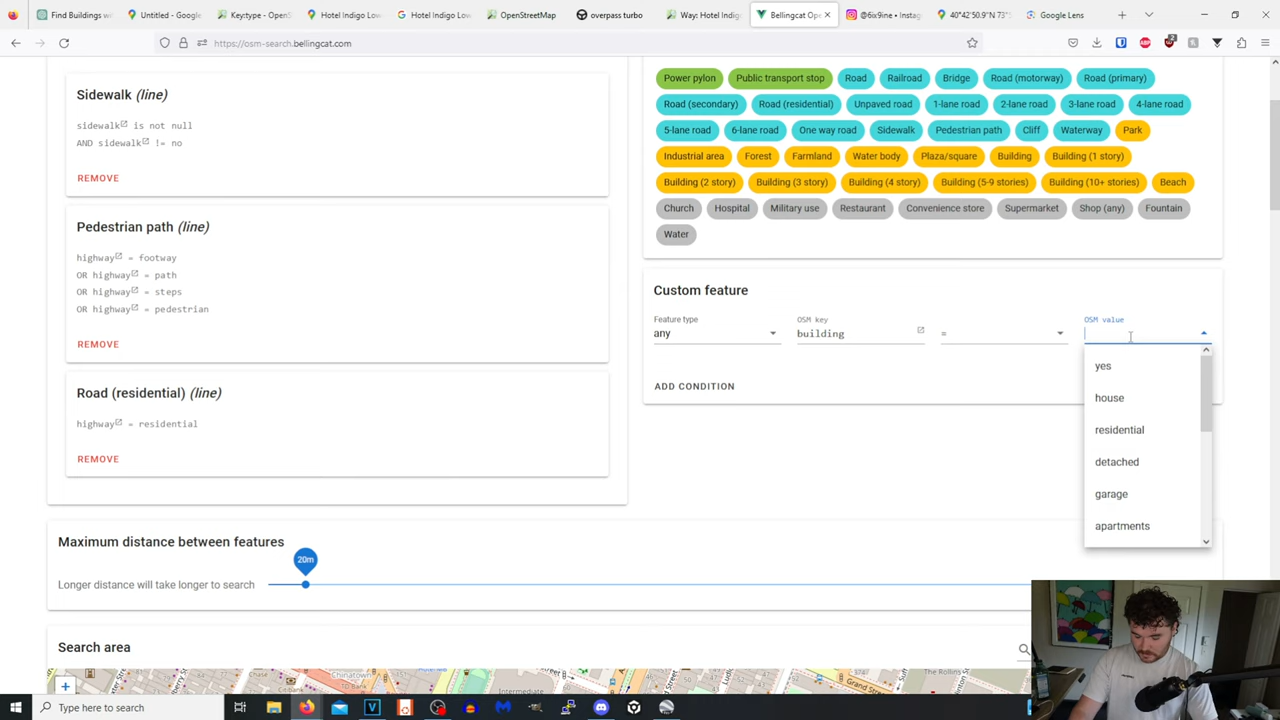 Find Buildings wi
Untitled - Google
Key:type - OpenS
Hotel Indigo Low
Hotel Indigo Low
OpenStreetMap
overpass turbo
Way: Hotel Indig
Bellingcat Ope
@6ix9ine • Instag
40°42'50.9"N 73°
Google Lens
https://osm-search.bellingcat.com
Sidewalk (line)
sidewalk is not null
AND sidewalk != no
REMOVE
Pedestrian path (line)
highway = footway
OR highway = path
OR highway = steps
OR highway = pedestrian
REMOVE
Road (residential) (line)
highway = residential
REMOVE
Power pylon Public transport stop Road Railroad Bridge Road (motorway) Road (primary)
Road (secondary) Road (residential) Unpaved road 1-lane road 2-lane road 3-lane road 4-lane road
5-lane road 6-lane road One way road Sidewalk Pedestrian path Cliff Waterway Park
Industrial area Forest Farmland Water body Plaza/square Building Building (1 story)
Building (2 story) Building (3 story) Building (4 story) Building (5-9 stories) Building (10+ stories) Beach
Church Hospital Military use Restaurant Convenience store Supermarket Shop (any) Fountain
Water
Custom feature
Feature type OSM key OSM value
any building =
yes
house
residential
detached
garage
apartments
ADD CONDITION
Maximum distance between features
20m
Longer distance will take longer to search
Search area
Chinatown
Intermediate
The Rollins
Type here to search